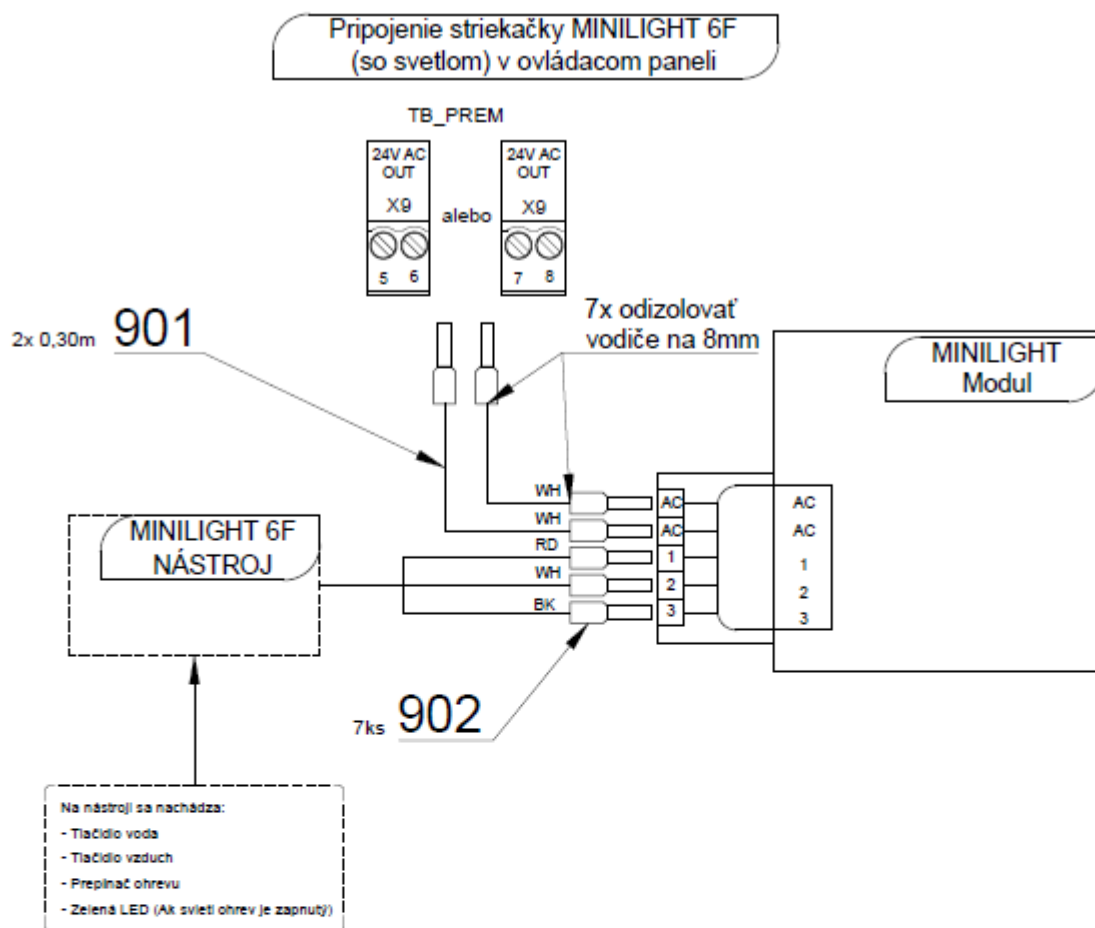 Pripojenie striekačky MINILIGHT 6F
(so svetlom) v ovládacom paneli
TB_PREM
24V AC
OUT
X9
5 6
alebo
24V AC
OUT
X9
7 8
2x 0,30m 901
7x odizolovať
vodiče na 8mm
MINILIGHT
Modul
MINILIGHT 6F
NÁSTROJ
WH
WH
RD
WH
BK
AC
AC
1
2
3
AC
AC
1
2
3
7ks 902
Na nástroji sa nachádza:
- Tlačidlo voda
- Tlačidlo vzduch
- Prepínač ohrevu
- Zelená LED (Ak svieti ohrev je zapnutý)